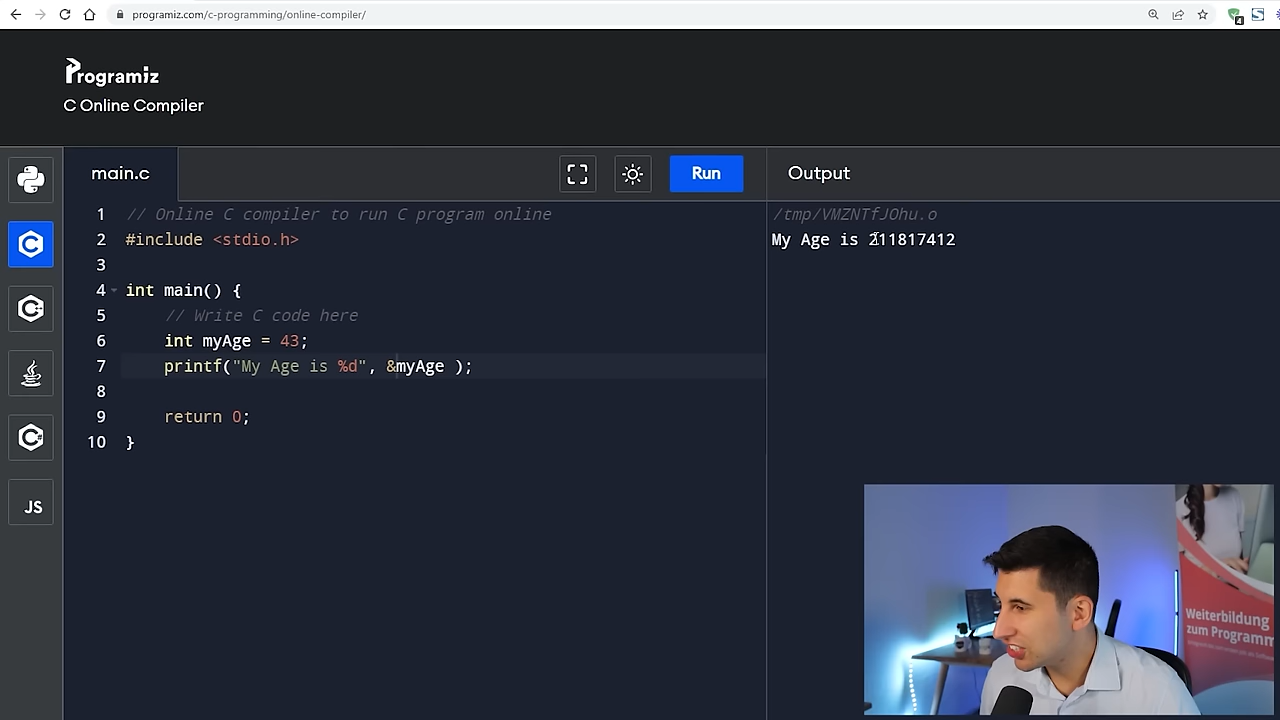 programiz.com/c-programming/online-compiler/
4
Programiz
C Online Compiler
main.c
Run
Output
1 // Online C compiler to run C program online
2 #include <stdio.h>
3
4 int main() {
5 // Write C code here
6 int myAge = 43;
7 printf("My Age is %d", &myAge );
8
9 return 0;
10 }
/tmp/VMZNTfJOhu.o
My Age is 211817412
C
C
C
JS
Weiterbildung
zum Programm